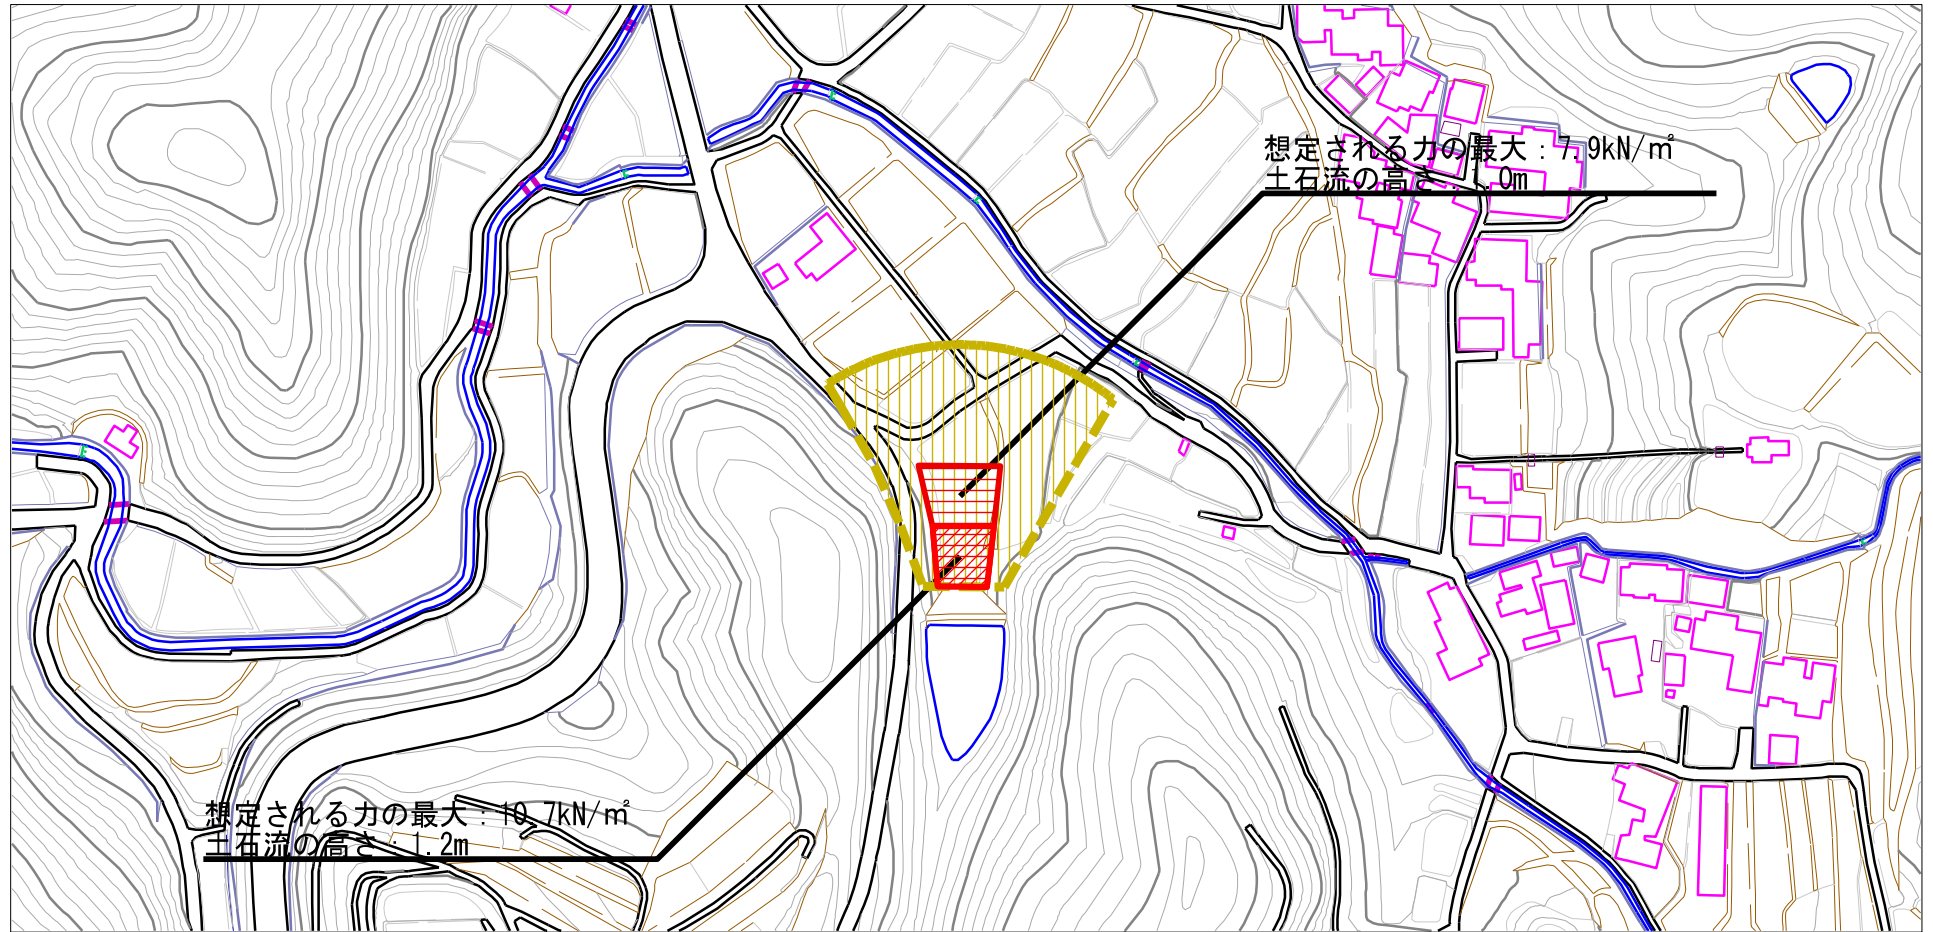 想定される力の最大：7.9kN/㎡
土石流の高さ：1.0m
想定される力の最大：10.7kN/㎡
土石流の高さ：1.2m